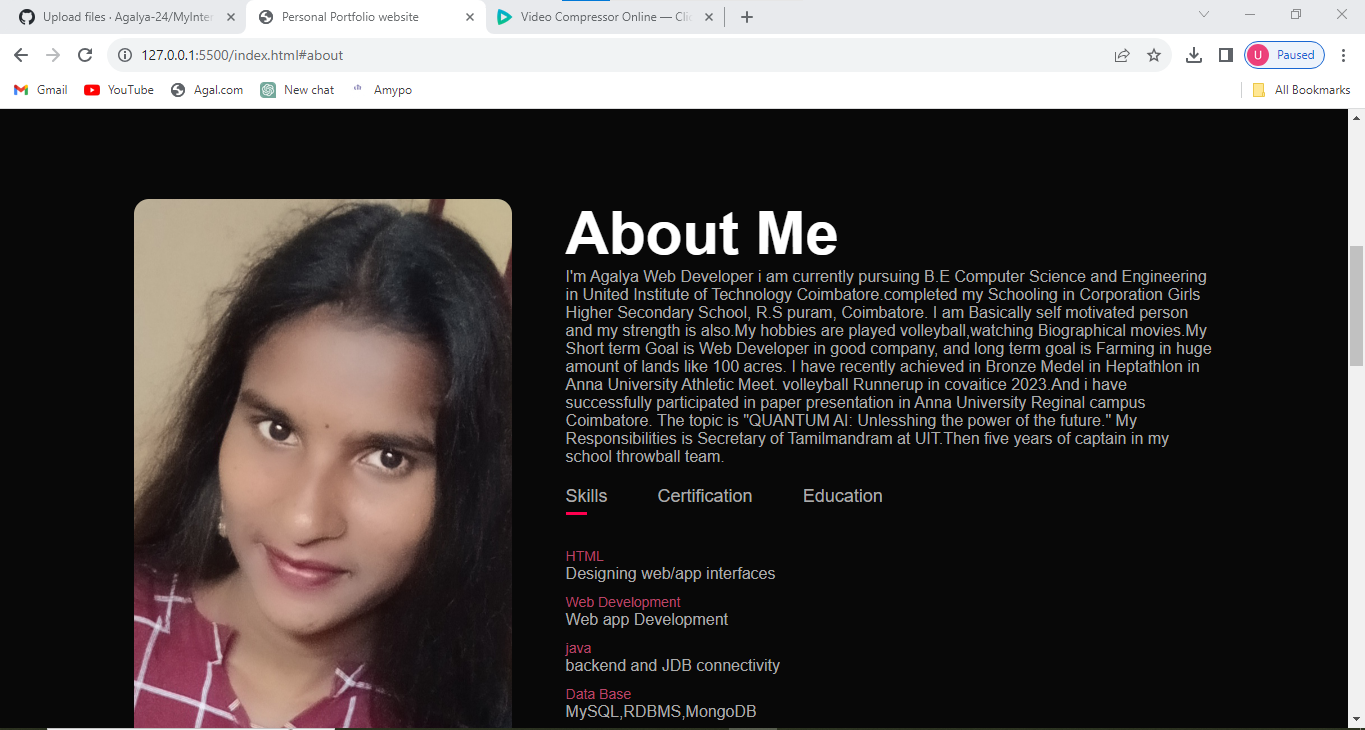 Upload files · Agalya-24/MyInter
Personal Portfolio website
Video Compressor Online — Clic
127.0.0.1:5500/index.html#about
U
Paused
Gmail
YouTube
Agal.com
New chat
Amypo
All Bookmarks
About Me
I'm Agalya Web Developer i am currently pursuing B.E Computer Science and Engineering
in United Institute of Technology Coimbatore.completed my Schooling in Corporation Girls
Higher Secondary School, R.S puram, Coimbatore. I am Basically self motivated person
and my strength is also.My hobbies are played volleyball,watching Biographical movies.My
Short term Goal is Web Developer in good company, and long term goal is Farming in huge
amount of lands like 100 acres. I have recently achieved in Bronze Medel in Heptathlon in
Anna University Athletic Meet. volleyball Runnerup in covaitice 2023.And i have
successfully participated in paper presentation in Anna University Reginal campus
Coimbatore. The topic is "QUANTUM AI: Unlesshing the power of the future." My
Responsibilities is Secretary of Tamilmandram at UIT.Then five years of captain in my
school throwball team.
Skills Certification Education
HTML
Designing web/app interfaces
Web Development
Web app Development
java
backend and JDB connectivity
Data Base
MySQL,RDBMS,MongoDB